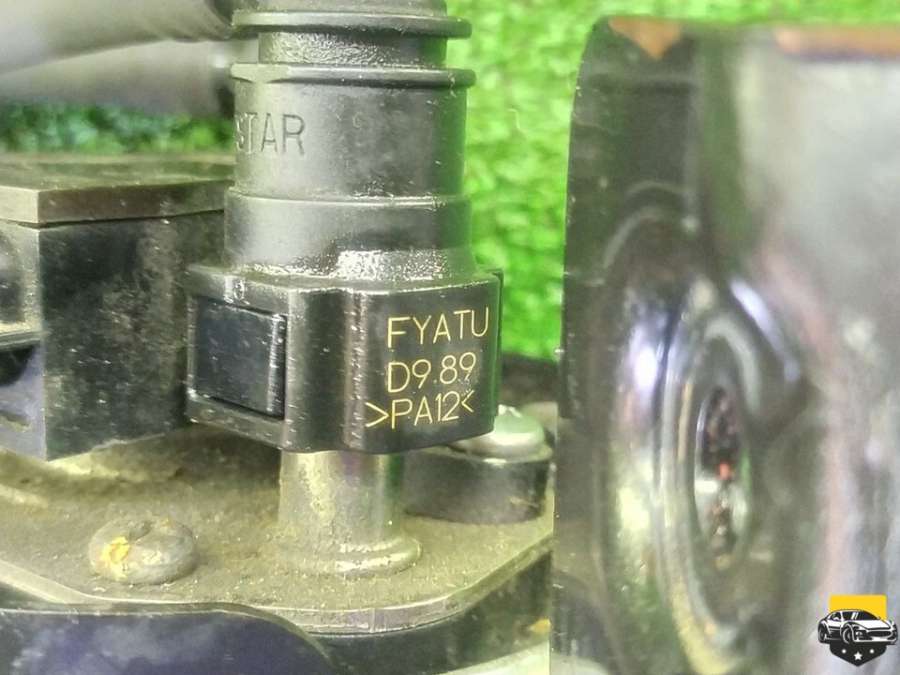 STAR
FYATU
D9.89
>PA12<